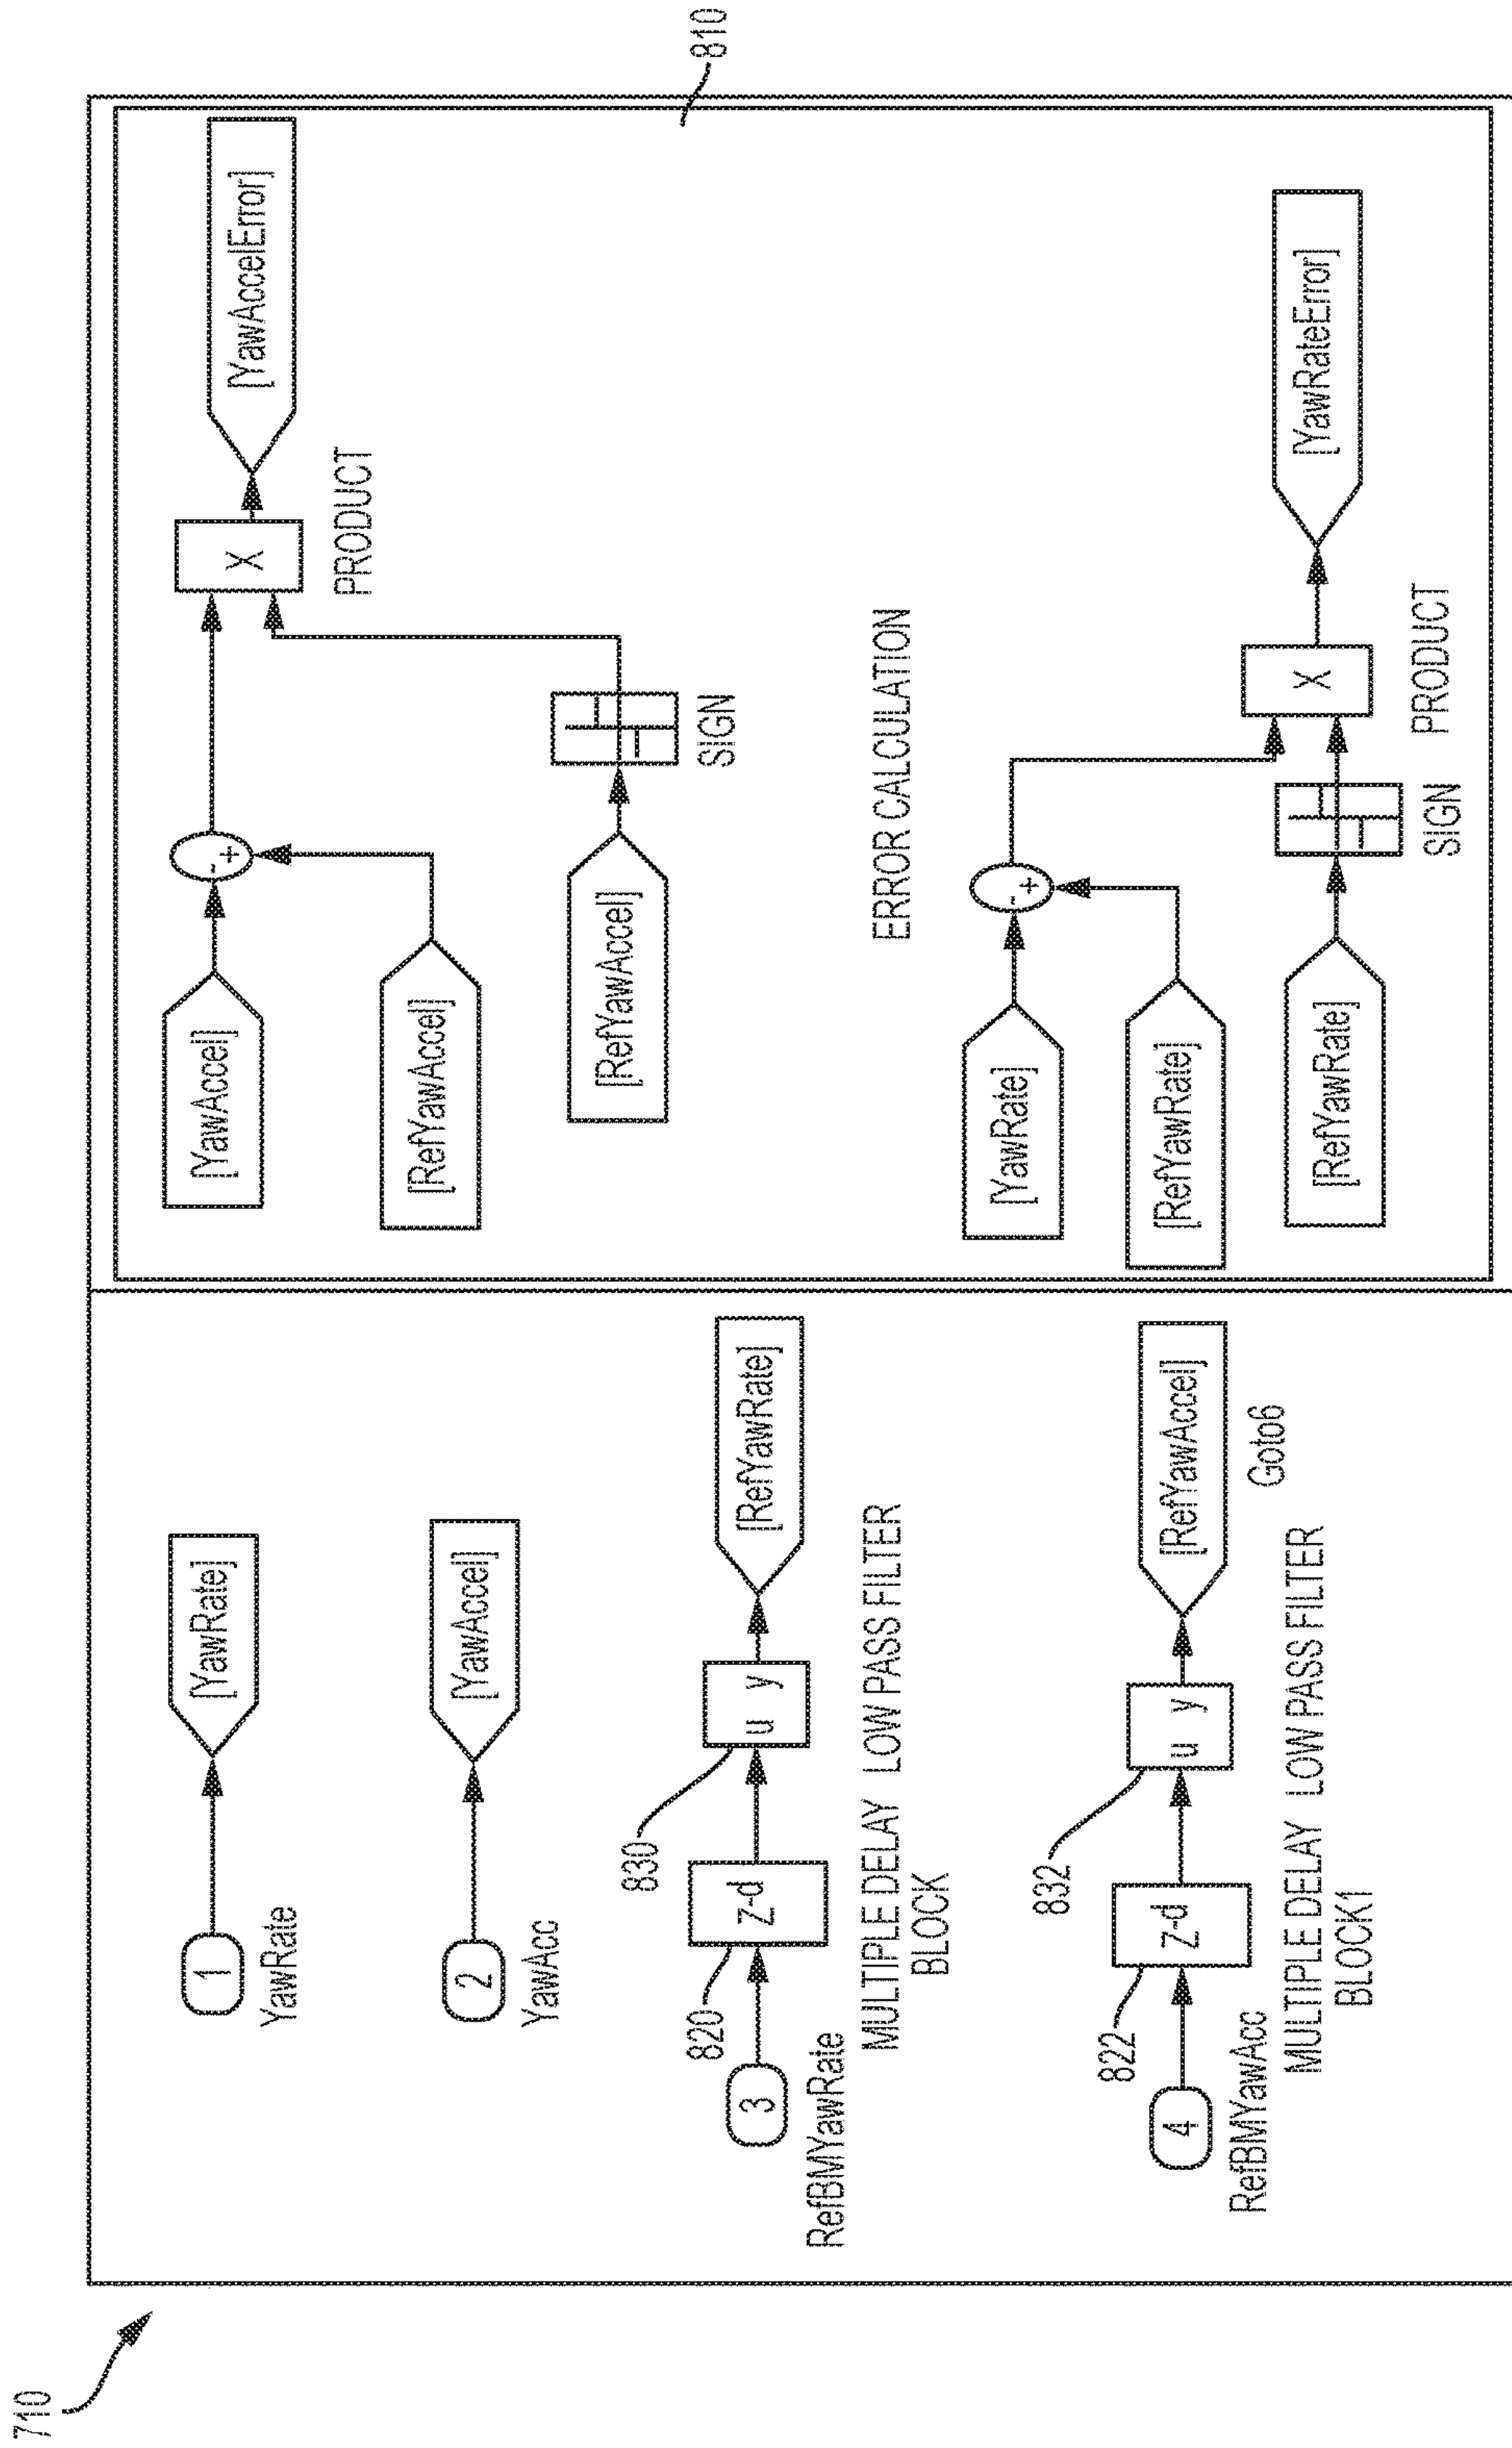 710
1
YawRate
[YawRate]
2
YawAcc
[YawAccel]
3
RefBMYawRate
820
z-d
830
u y
[RefYawRate]
MULTIPLE DELAY LOW PASS FILTER
BLOCK
4
RefBMYawAcc
822
z-d
832
u y
[RefYawAccel]
Goto6
MULTIPLE DELAY LOW PASS FILTER
BLOCK1
810
[YawAccel]
- +
[RefYawAccel]
[RefYawAccel]
SIGN
X
PRODUCT
[YawAccelError]
ERROR CALCULATION
[YawRate]
- +
[RefYawRate]
[RefYawRate]
SIGN
X
PRODUCT
[YawRateError]